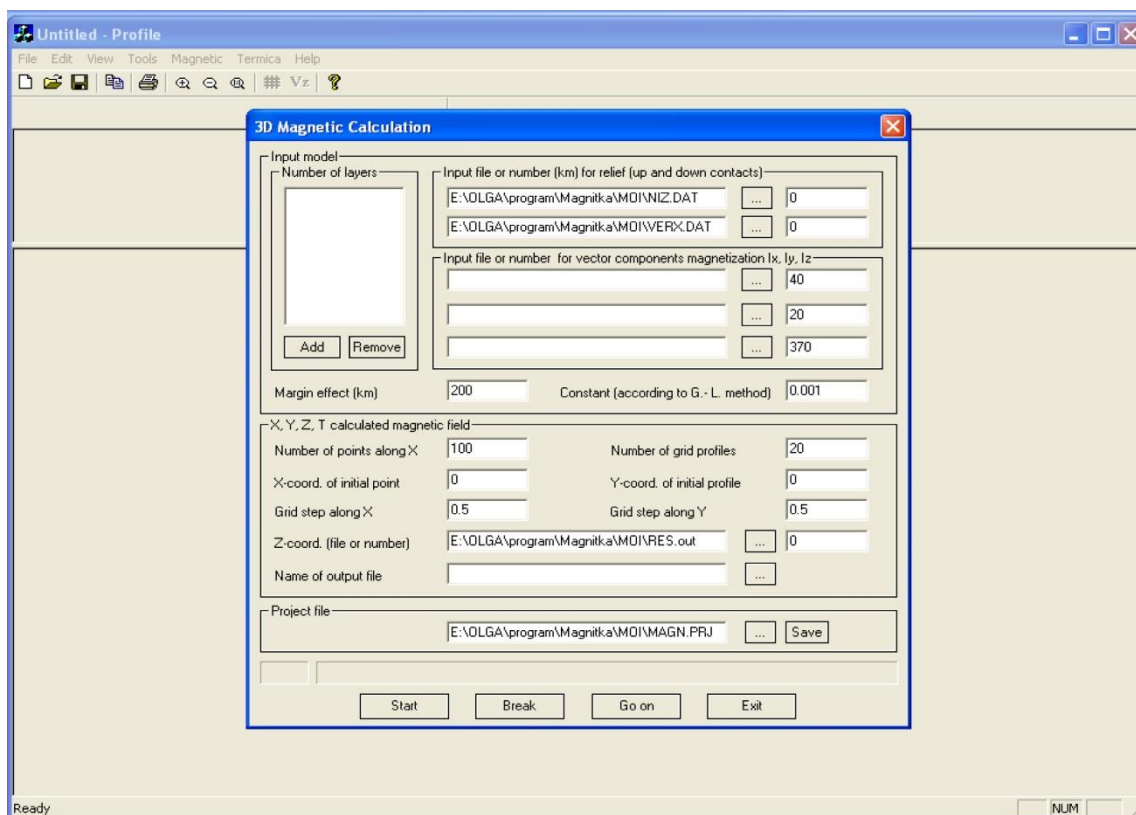 Untitled - Profile
File Edit View Tools Magnetic Termica Help
Vz
3D Magnetic Calculation
Input model
Number of layers
Input file or number (km) for relief (up and down contacts)
E:\OLGA\program\Magnitka\MOI\NIZ.DAT ... 0
E:\OLGA\program\Magnitka\MOI\VERX.DAT ... 0
Input file or number for vector components magnetization Ix, Iy, Iz
... 40
... 20
Add Remove ... 370
Margin effect (km) 200 Constant (according to G.- L. method) 0.001
X, Y, Z, T calculated magnetic field
Number of points along X 100 Number of grid profiles 20
X-coord. of initial point 0 Y-coord. of initial profile 0
Grid step along X 0.5 Grid step along Y 0.5
Z-coord. (file or number) E:\OLGA\program\Magnitka\MOI\RES.out ... 0
Name of output file ...
Project file
E:\OLGA\program\Magnitka\MOI\MAGN.PRJ ... Save
Start Break Go on Exit
Ready NUM